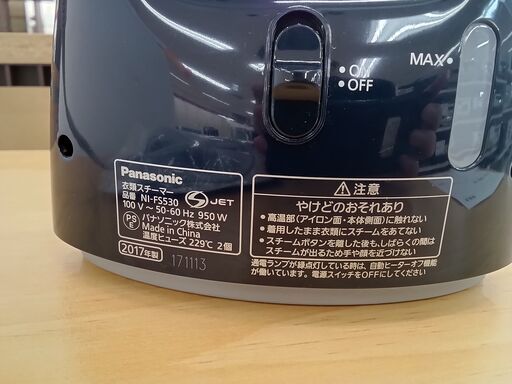 ON
OFF
MAX
Panasonic
衣類スチーマー
品番 NI-FS530
100 V ～ 50-60 Hz 950 W
JET
PS
E
パナソニック株式会社
Made in China
温度ヒューズ 229℃ 2個
2017年製
171113
注意
やけどのおそれあり
●高温部(アイロン面・本体側面)に触れない
●着用したまま衣類にスチームをあてない
●スチームボタンを離した後も、しばらくの間は
スチームが出るため手や顔を近づけない
通電ランプが緑点灯している時は、自動ヒーターオフ機能
が働いています。電源スイッチをOFFにしてください